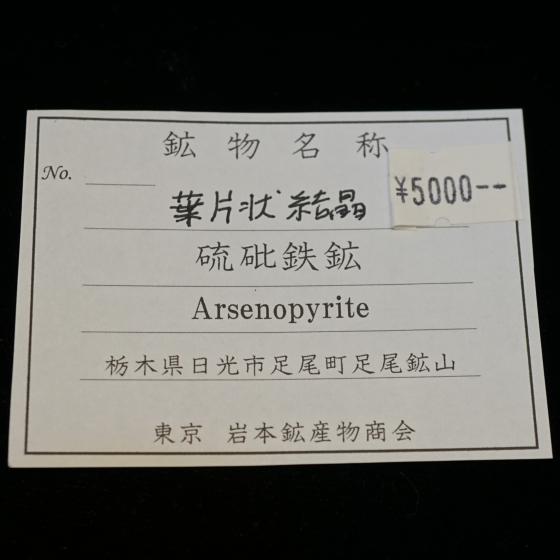 鉱物名称
No.
¥5000--
葉片状結晶
硫砒鉄鉱
Arsenopyrite
栃木県日光市足尾町足尾鉱山
東京 岩本鉱産物商会